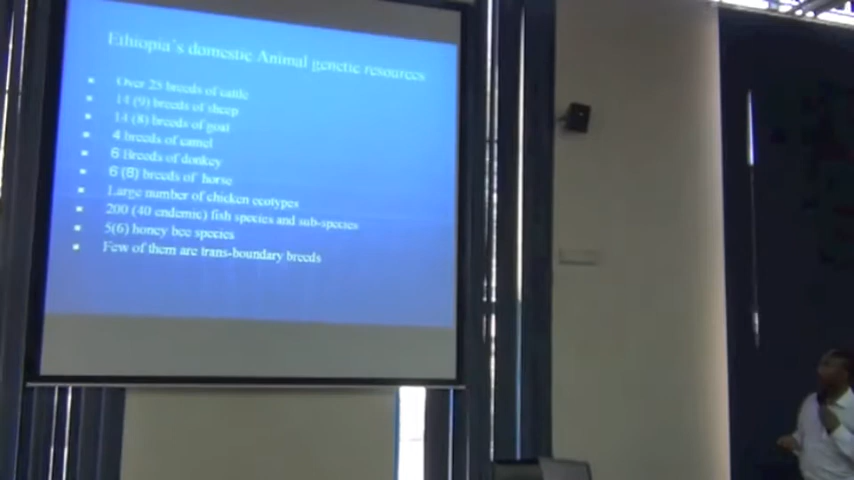 Ethiopia's domestic Animal genetic resources
Over 25 breeds of cattle
14 (9) breeds of sheep
14 (8) breeds of goat
4 breeds of camel
6 Breeds of donkey
6 (8) breeds of horse
Large number of chicken ecotypes
200 (40 endemic) fish species and sub-species
5(6) honey bee species
Few of them are trans-boundary breeds